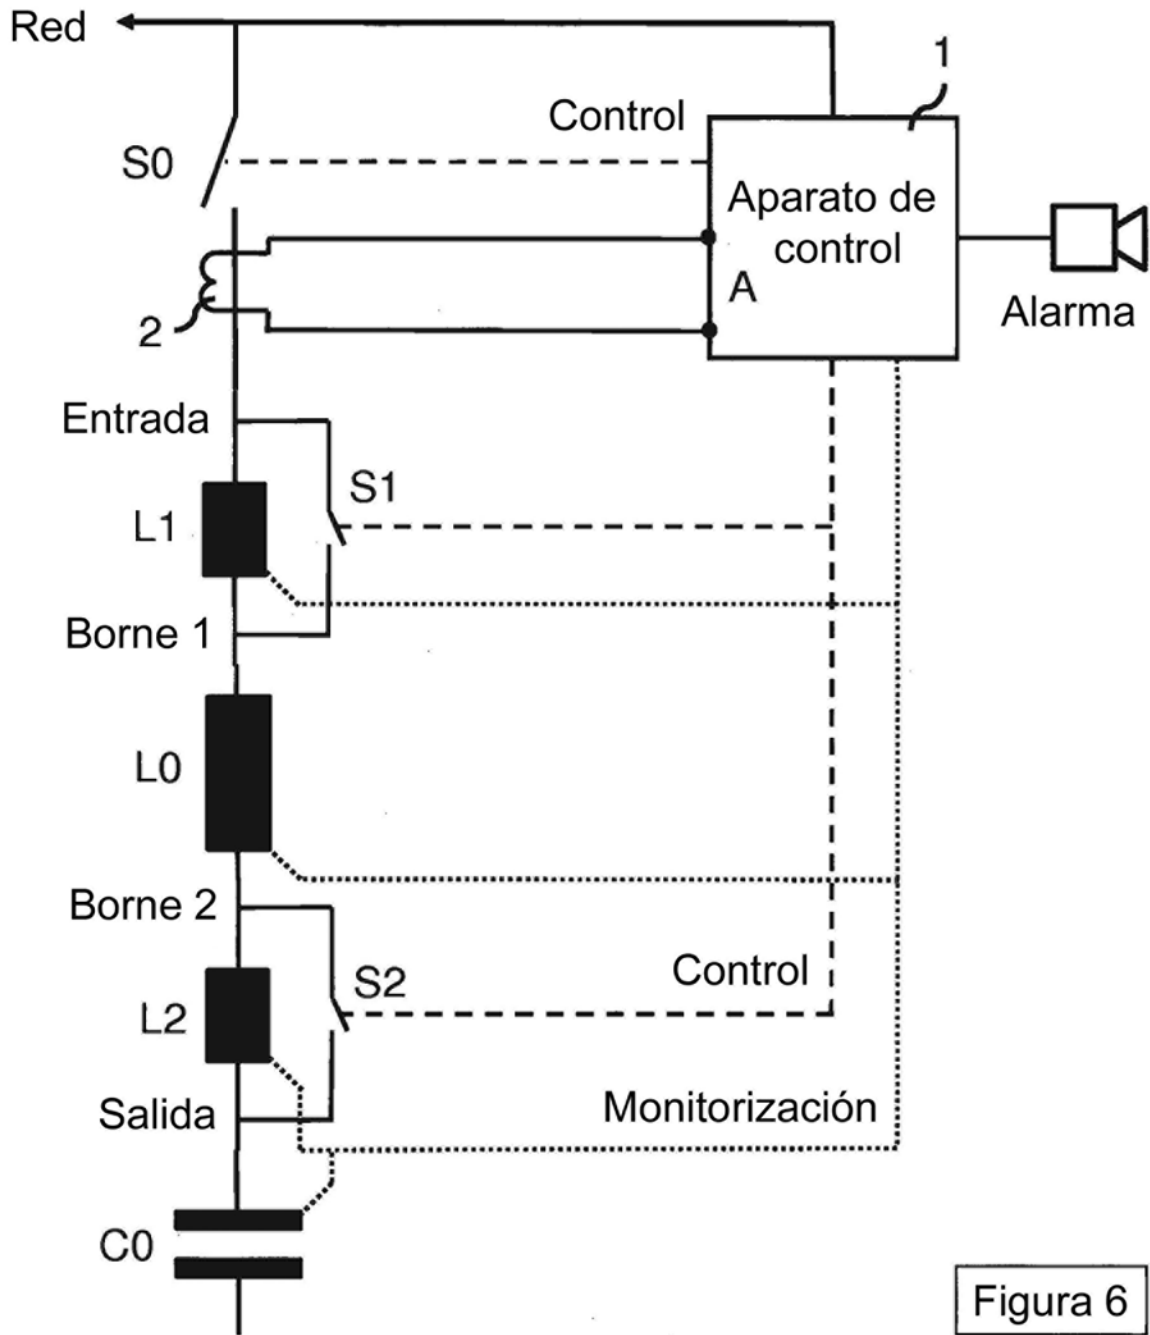 Red
1
Control
S0
Aparato de
control
A
2
Alarma
Entrada
S1
L1
Borne 1
L0
Borne 2
S2
Control
L2
Salida
Monitorización
C0
Figura 6